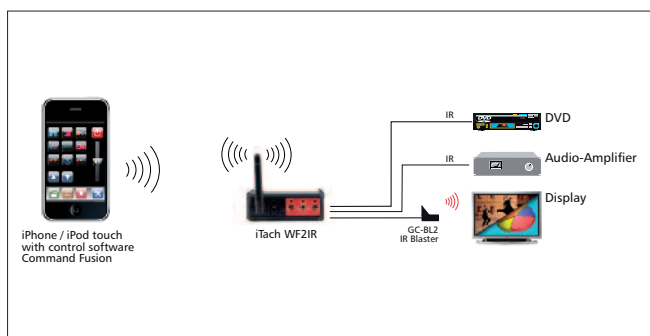 iPhone / iPod touch
with control software
Command Fusion
iTach WF2IR
IR
DVD
IR
Audio-Amplifier
GC-BL2
IR Blaster
Display